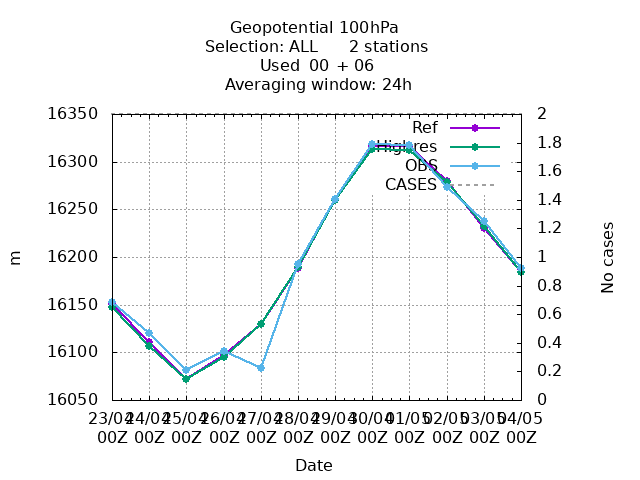 Geopotential 100hPa
Selection: ALL 2 stations
Used 00 + 06
Averaging window: 24h
16350
16300
16250
16200
16150
16100
16050
m
2
1.8
1.6
1.4
1.2
1
0.8
0.6
0.4
0.2
0
No cases
Ref
Highres
OBS
CASES
23/04 24/04 25/04 26/04 27/04 28/04 29/04 30/04 01/05 02/05 03/05 04/05
00Z 00Z 00Z 00Z 00Z 00Z 00Z 00Z 00Z 00Z 00Z 00Z
Date